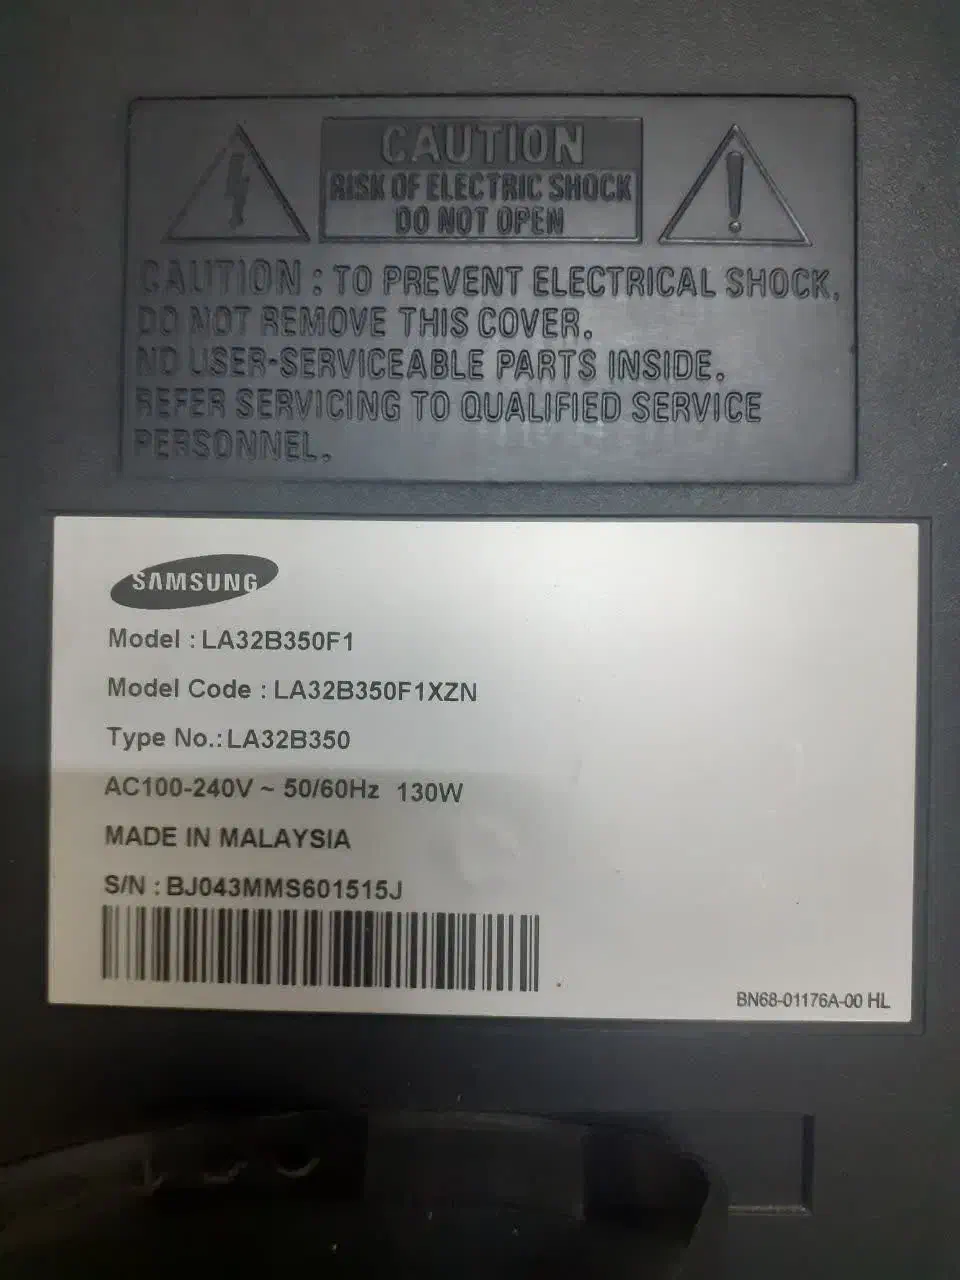 CAUTION
RISK OF ELECTRIC SHOCK
DO NOT OPEN
CAUTION : TO PREVENT ELECTRICAL SHOCK,
DO NOT REMOVE THIS COVER.
NO USER-SERVICEABLE PARTS INSIDE.
REFER SERVICING TO QUALIFIED SERVICE
PERSONNEL.
SAMSUNG
Model : LA32B350F1
Model Code : LA32B350F1XZN
Type No.: LA32B350
AC100-240V ~ 50/60Hz 130W
MADE IN MALAYSIA
S/N : BJ043MMS601515J
BN68-01176A-00 HL